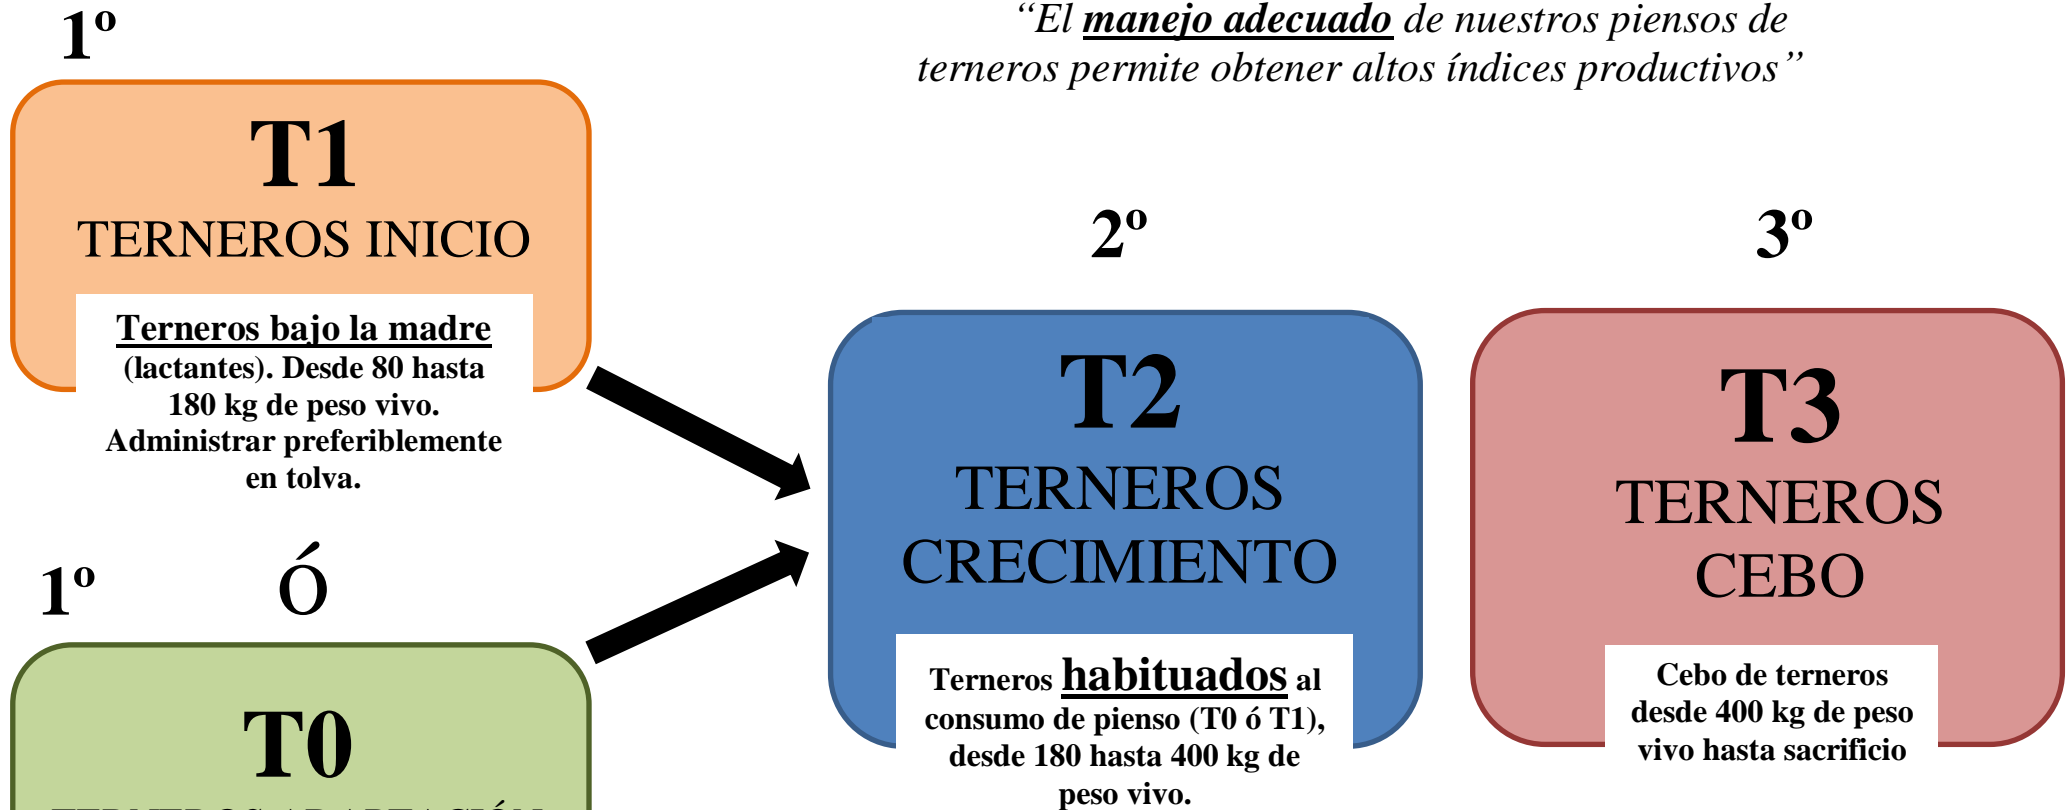 1º
“El manejo adecuado de nuestros piensos de
terneros permite obtener altos índices productivos”
T1
TERNEROS INICIO
Terneros bajo la madre
(lactantes). Desde 80 hasta
180 kg de peso vivo.
Administrar preferiblemente
en tolva.
Ó
1º
T0
TERNEROS ADAPTACIÓN
2º
T2
TERNEROS
CRECIMIENTO
Terneros habituados al
consumo de pienso (T0 ó T1),
desde 180 hasta 400 kg de
peso vivo.
3º
T3
TERNEROS
CEBO
Cebo de terneros
desde 400 kg de peso
vivo hasta sacrificio